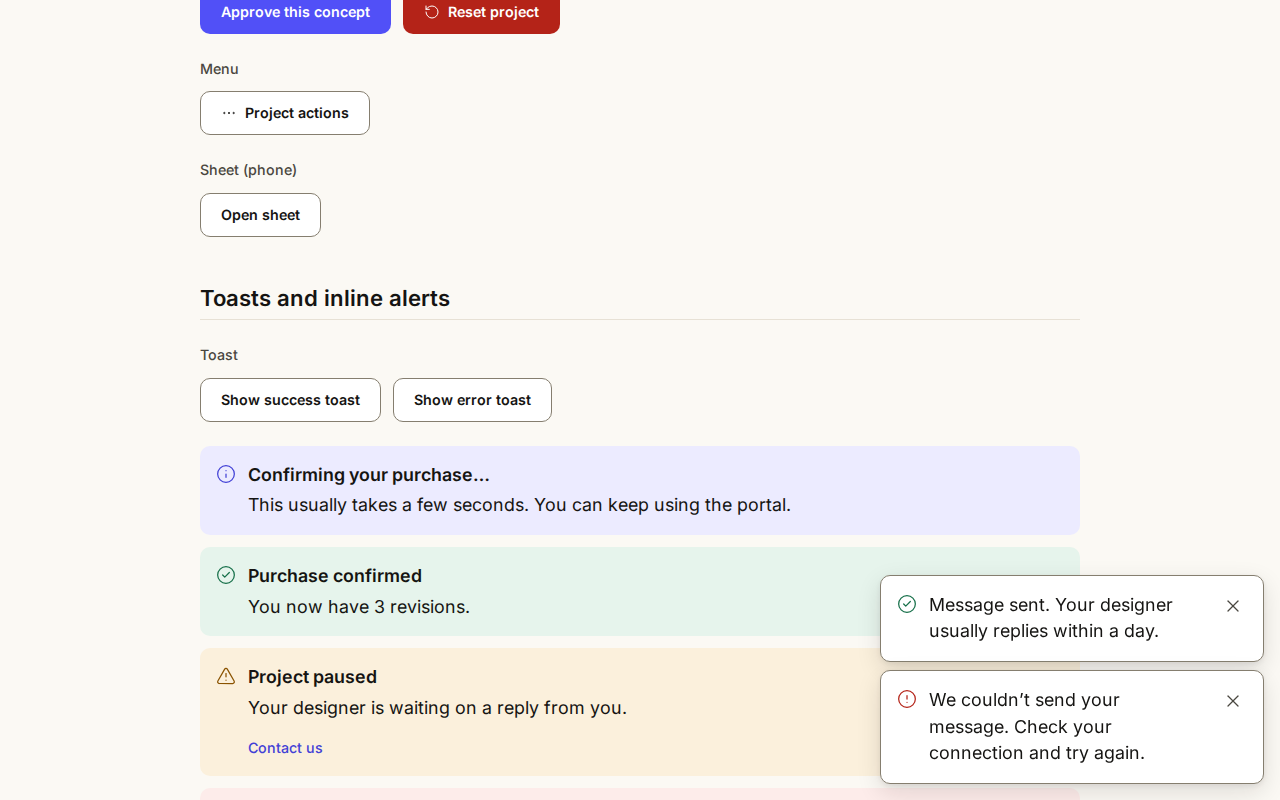 Approve this concept
Reset project
Menu
Project actions
Sheet (phone)
Open sheet
Toasts and inline alerts
Toast
Show success toast
Show error toast
Confirming your purchase…
This usually takes a few seconds. You can keep using the portal.
Purchase confirmed
You now have 3 revisions.
Project paused
Your designer is waiting on a reply from you.
Contact us
Message sent. Your designer
usually replies within a day.
We couldn’t send your
message. Check your
connection and try again.